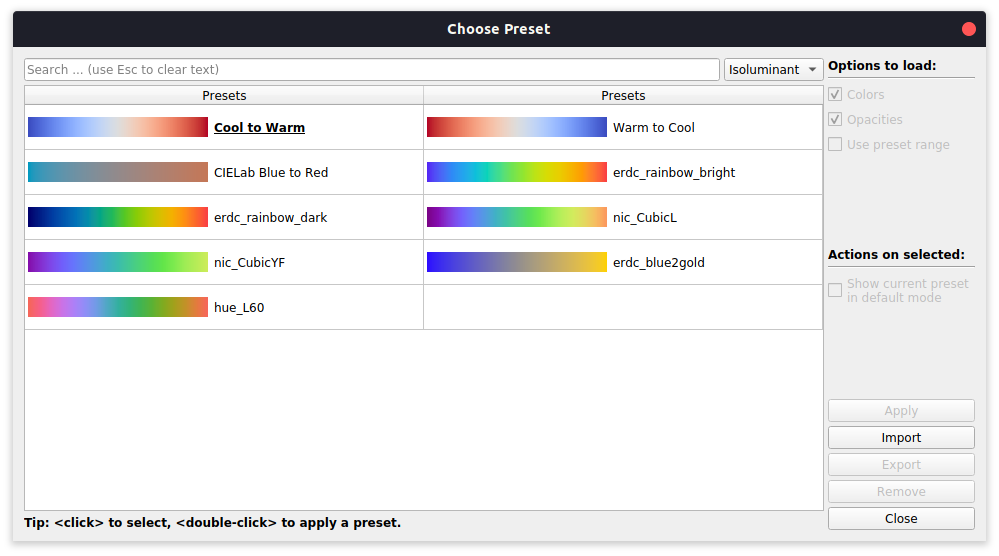 Choose Preset
Search ... (use Esc to clear text)
Isoluminant
Options to load:
Presets
Presets
Colors
Cool to Warm
Warm to Cool
Opacities
Use preset range
CIELab Blue to Red
erdc_rainbow_bright
erdc_rainbow_dark
nic_CubicL
nic_CubicYF
erdc_blue2gold
Actions on selected:
Show current preset
in default mode
hue_L60
Apply
Import
Export
Remove
Close
Tip: <click> to select, <double-click> to apply a preset.